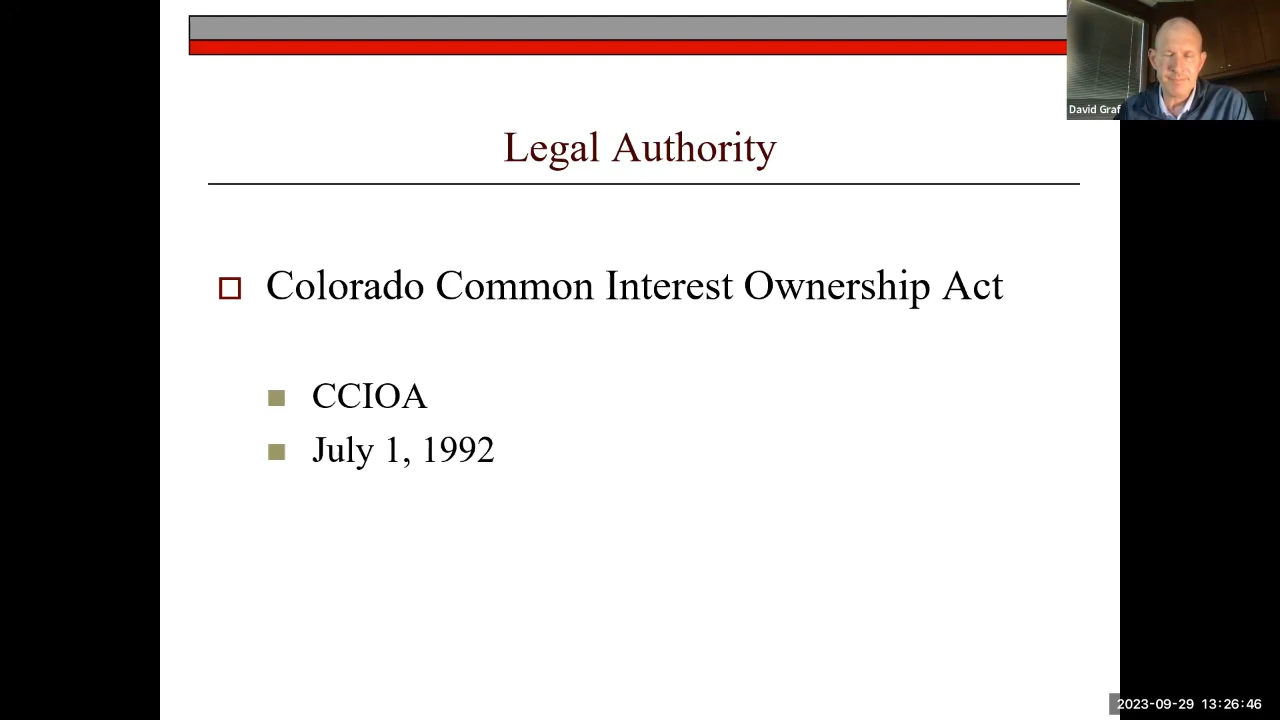 David Graf
Legal Authority
Colorado Common Interest Ownership Act
CCIOA
July 1, 1992
2023-09-29 13:26:46